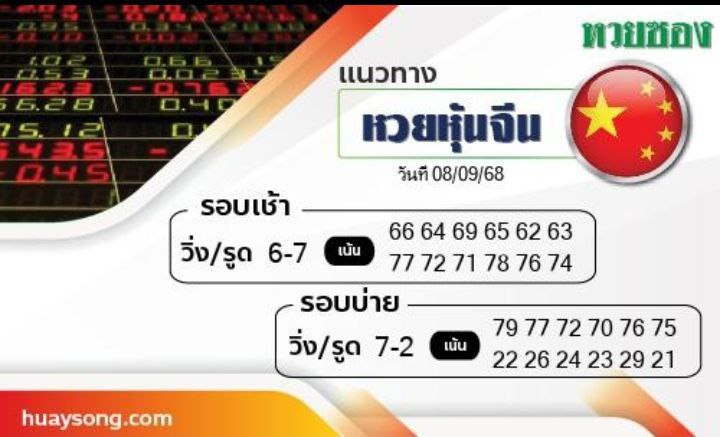 หวยซอง
แนวทาง
หวยหุ้นจีน
วันที่ 08/09/68
รอบเช้า
วิ่ง/รูด 6-7 เน้น 66 64 69 65 62 63
77 72 71 78 76 74
รอบบ่าย
วิ่ง/รูด 7-2 เน้น 79 77 72 70 76 75
22 26 24 23 29 21
huaysong.com